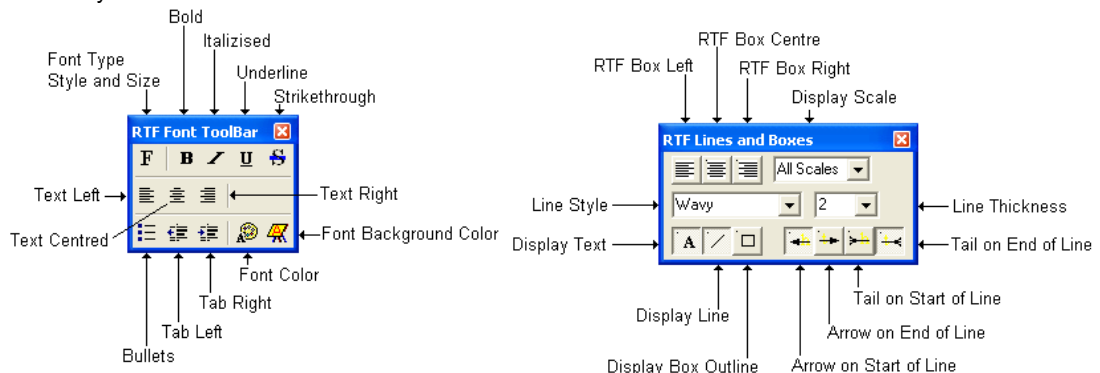 Bold
Italizised
Font Type
Style and Size
Underline
Strikethrough
RTF Font ToolBar
F B I U S
Text Left
Text Right
Text Centred
A
Font Background Color
Font Color
Tab Right
Tab Left
Bullets
RTF Box Centre
RTF Box Left
RTF Box Right
Display Scale
RTF Lines and Boxes
All Scales
Line Style
Wavy
2
Line Thickness
Display Text
A
Tail on End of Line
Tail on Start of Line
Display Line
Arrow on End of Line
Display Box Outline
Arrow on Start of Line